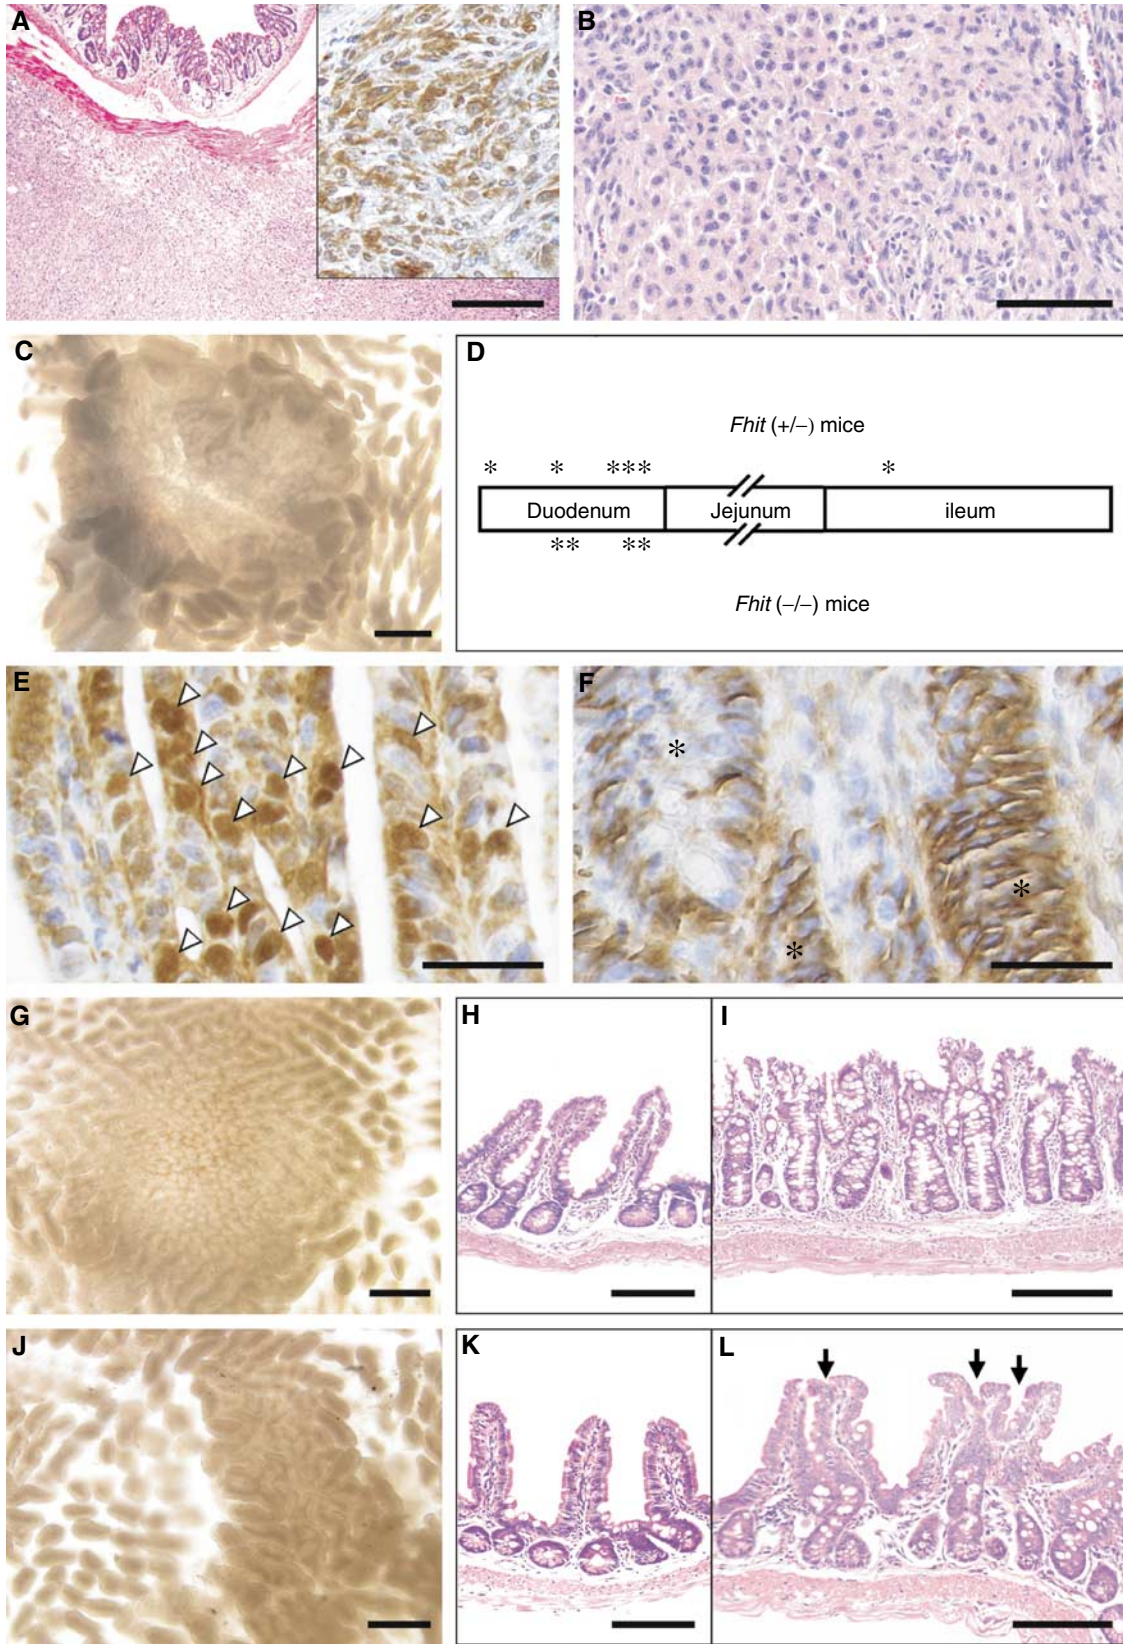 A
B
C
D
Fhit (+/–) mice
* * *** *
Duodenum Jejunum ileum
** **
Fhit (–/–) mice
E
F
*
*
*
G
H
I
J
K
L